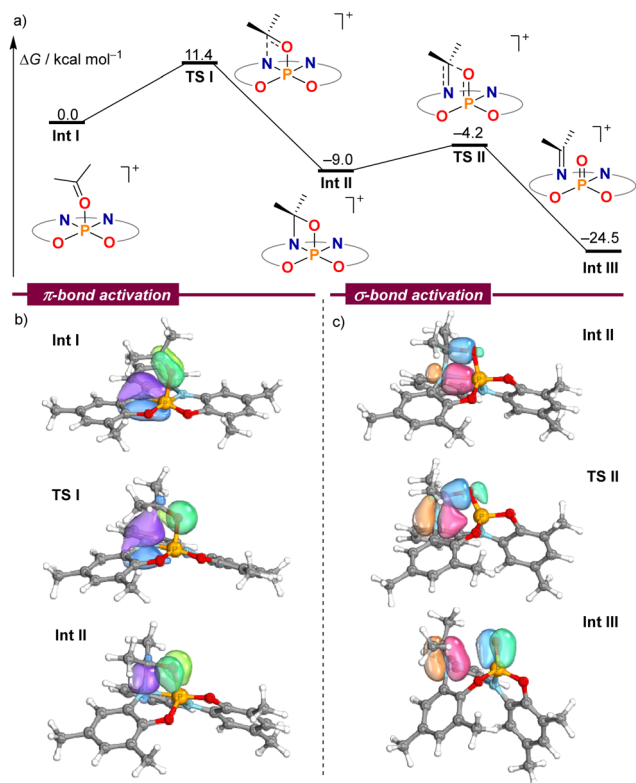 a)
ΔG / kcal mol⁻¹
0.0
Int I
11.4
TS I
–9.0
Int II
–4.2
TS II
–24.5
Int III
]⁺
O
N N
P
O O
]⁺
O
N N
P
O O
]⁺
O
N N
P
O O
]⁺
O
N N
P
O O
]⁺
O
N N
P
O O
π-bond activation
σ-bond activation
b)
Int I
TS I
Int II
c)
Int II
TS II
Int III